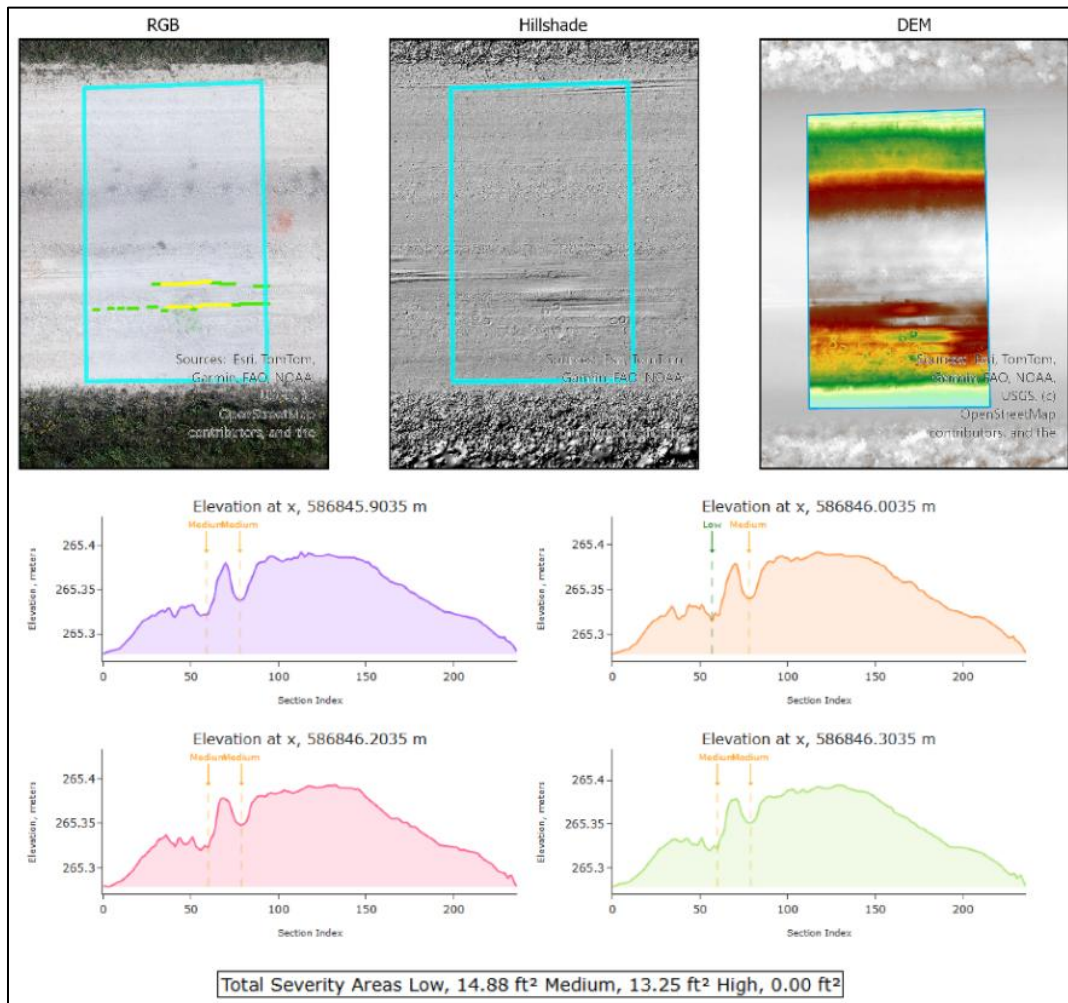 RGB
Hillshade
DEM
Sources: Esri, TomTom,
Garmin, FAO, NOAA,
OpenStreetMap
contributors, and the
Garmin, FAO, NOAA,
Sources: Esri, TomTom,
Garmin, FAO, NOAA,
USGS, (c)
OpenStreetMap
contributors, and the
Elevation at x, 586845.9035 m
Medium
Medium
Elevation, meters
265.4
265.35
265.3
0
50
100
150
200
Section Index
Elevation at x, 586846.0035 m
Low
Medium
Elevation, meters
265.4
265.35
265.3
0
50
100
150
200
Section Index
Elevation at x, 586846.2035 m
Medium
Medium
Elevation, meters
265.4
265.35
265.3
0
50
100
150
200
Section Index
Elevation at x, 586846.3035 m
Medium
Medium
Elevation, meters
265.4
265.35
265.3
0
50
100
150
200
Section Index
Total Severity Areas Low, 14.88 ft² Medium, 13.25 ft² High, 0.00 ft²